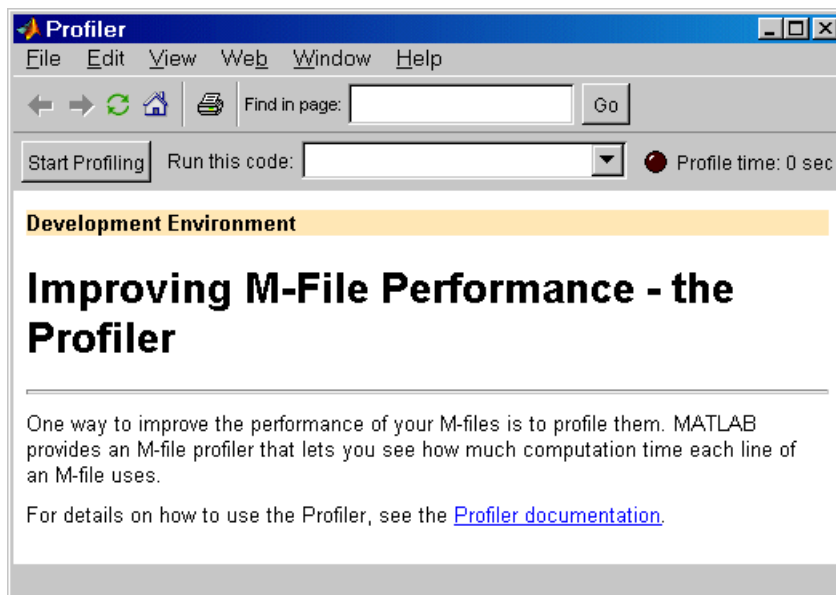 Profiler
File Edit View Web Window Help
Find in page: Go
Start Profiling Run this code: Profile time: 0 sec
Development Environment
Improving M-File Performance - the
Profiler
One way to improve the performance of your M-files is to profile them. MATLAB
provides an M-file profiler that lets you see how much computation time each line of
an M-file uses.
For details on how to use the Profiler, see the Profiler documentation.